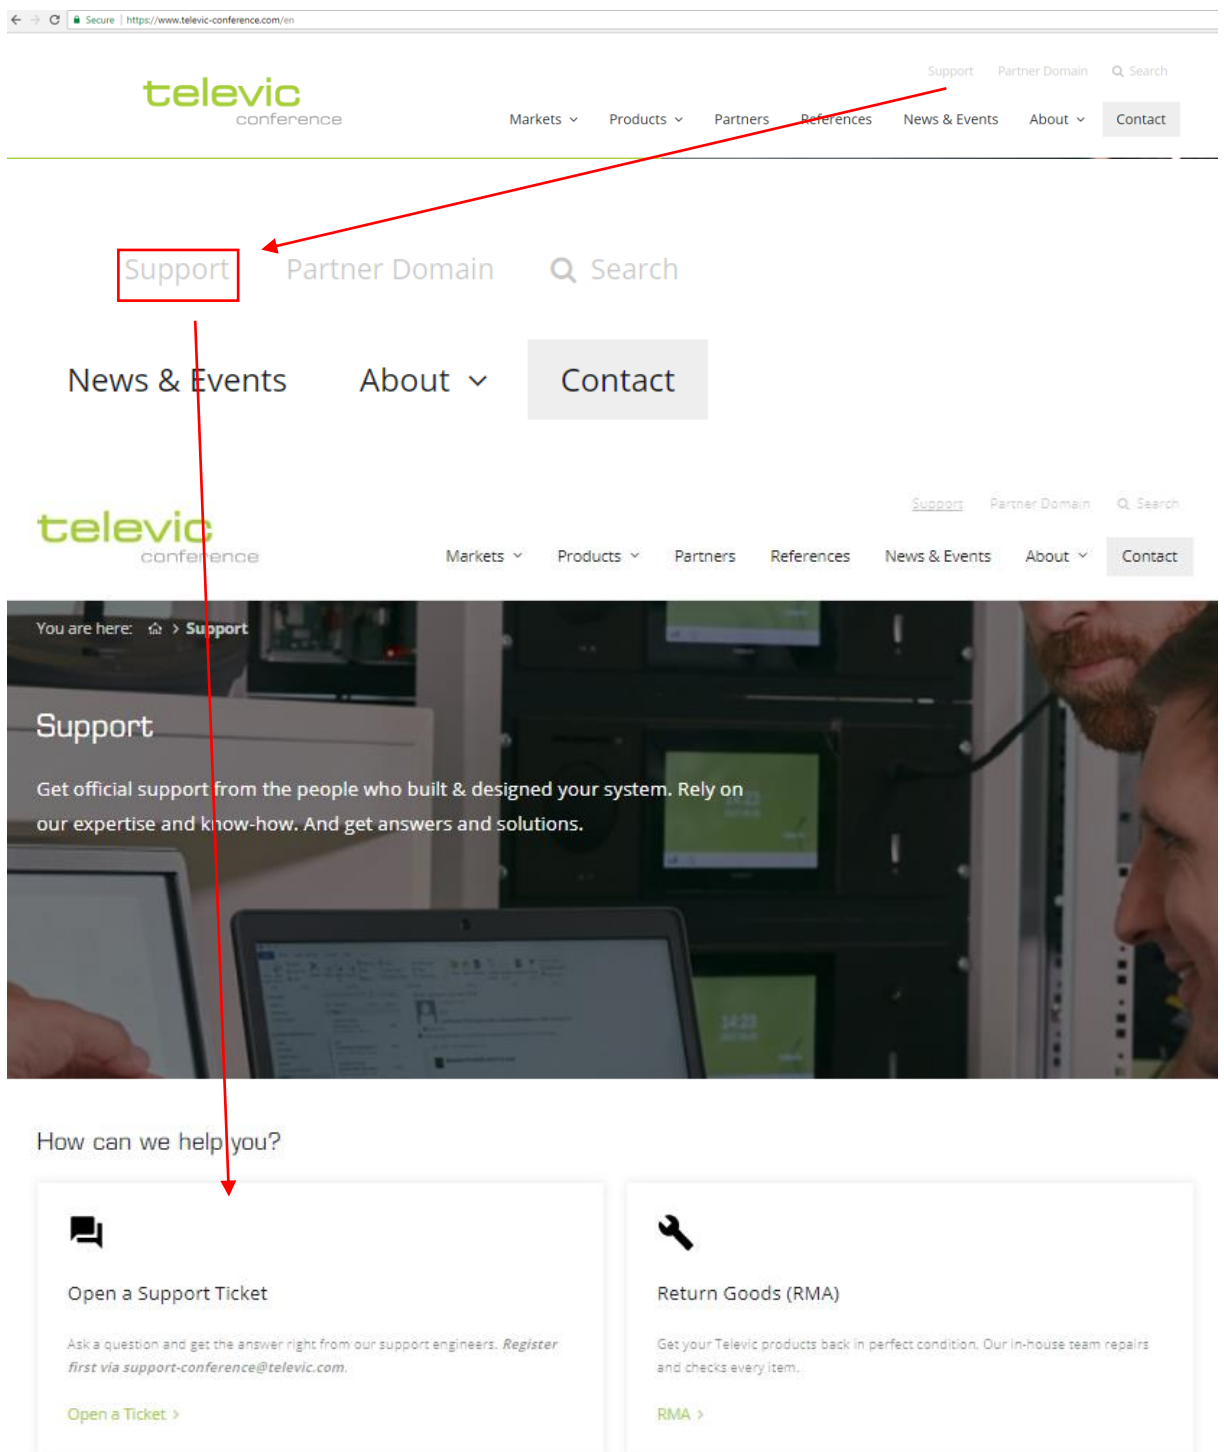 Secure | https://www.televic-conference.com/en
Support Partner Domain Search
televic
conference
Markets Products Partners References News & Events About Contact
Support Partner Domain Search
News & Events About Contact
Support Partner Domain Search
televic
conference
Markets Products Partners References News & Events About Contact
You are here: > Support
Support
Get official support from the people who built & designed your system. Rely on
our expertise and know-how. And get answers and solutions.
14:23
14:23
How can we help you?
Open a Support Ticket
Ask a question and get the answer right from our support engineers. Register
first via support-conference@televic.com.
Open a Ticket >
Return Goods (RMA)
Get your Televic products back in perfect condition. Our in-house team repairs
and checks every item.
RMA >